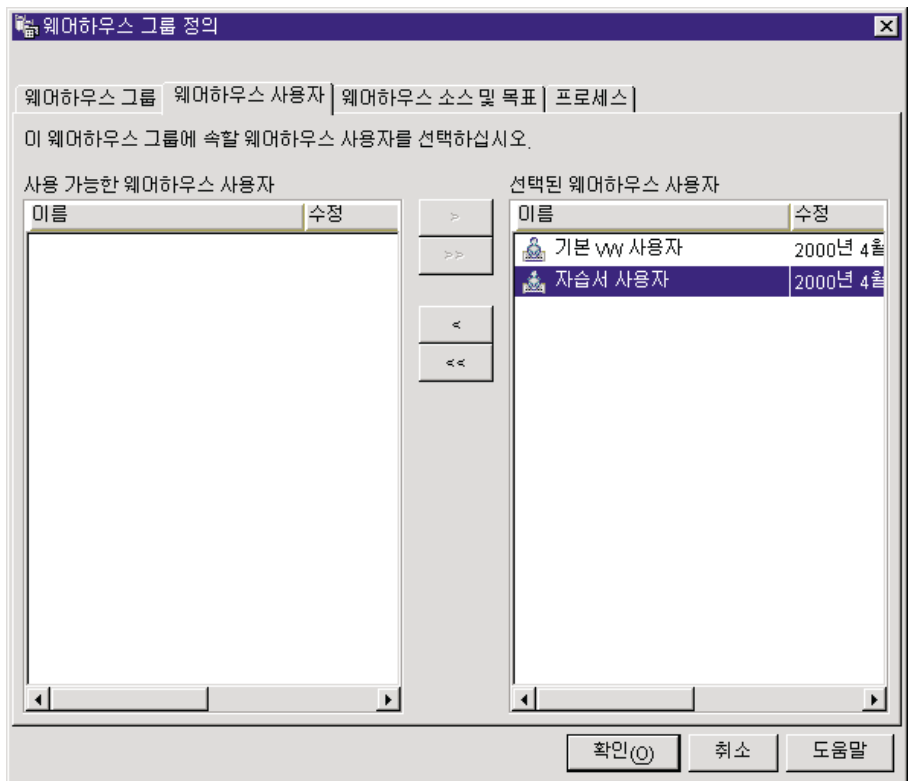 웨어하우스 그룹 정의
웨어하우스 그룹 웨어하우스 사용자 웨어하우스 소스 및 목표 프로세스
이 웨어하우스 그룹에 속할 웨어하우스 사용자를 선택하십시오.
사용 가능한 웨어하우스 사용자
이름 수정
>
>>
<
<<
선택된 웨어하우스 사용자
이름 수정
기본 VW 사용자 2000년 4월
자습서 사용자 2000년 4월
확인(O) 취소 도움말